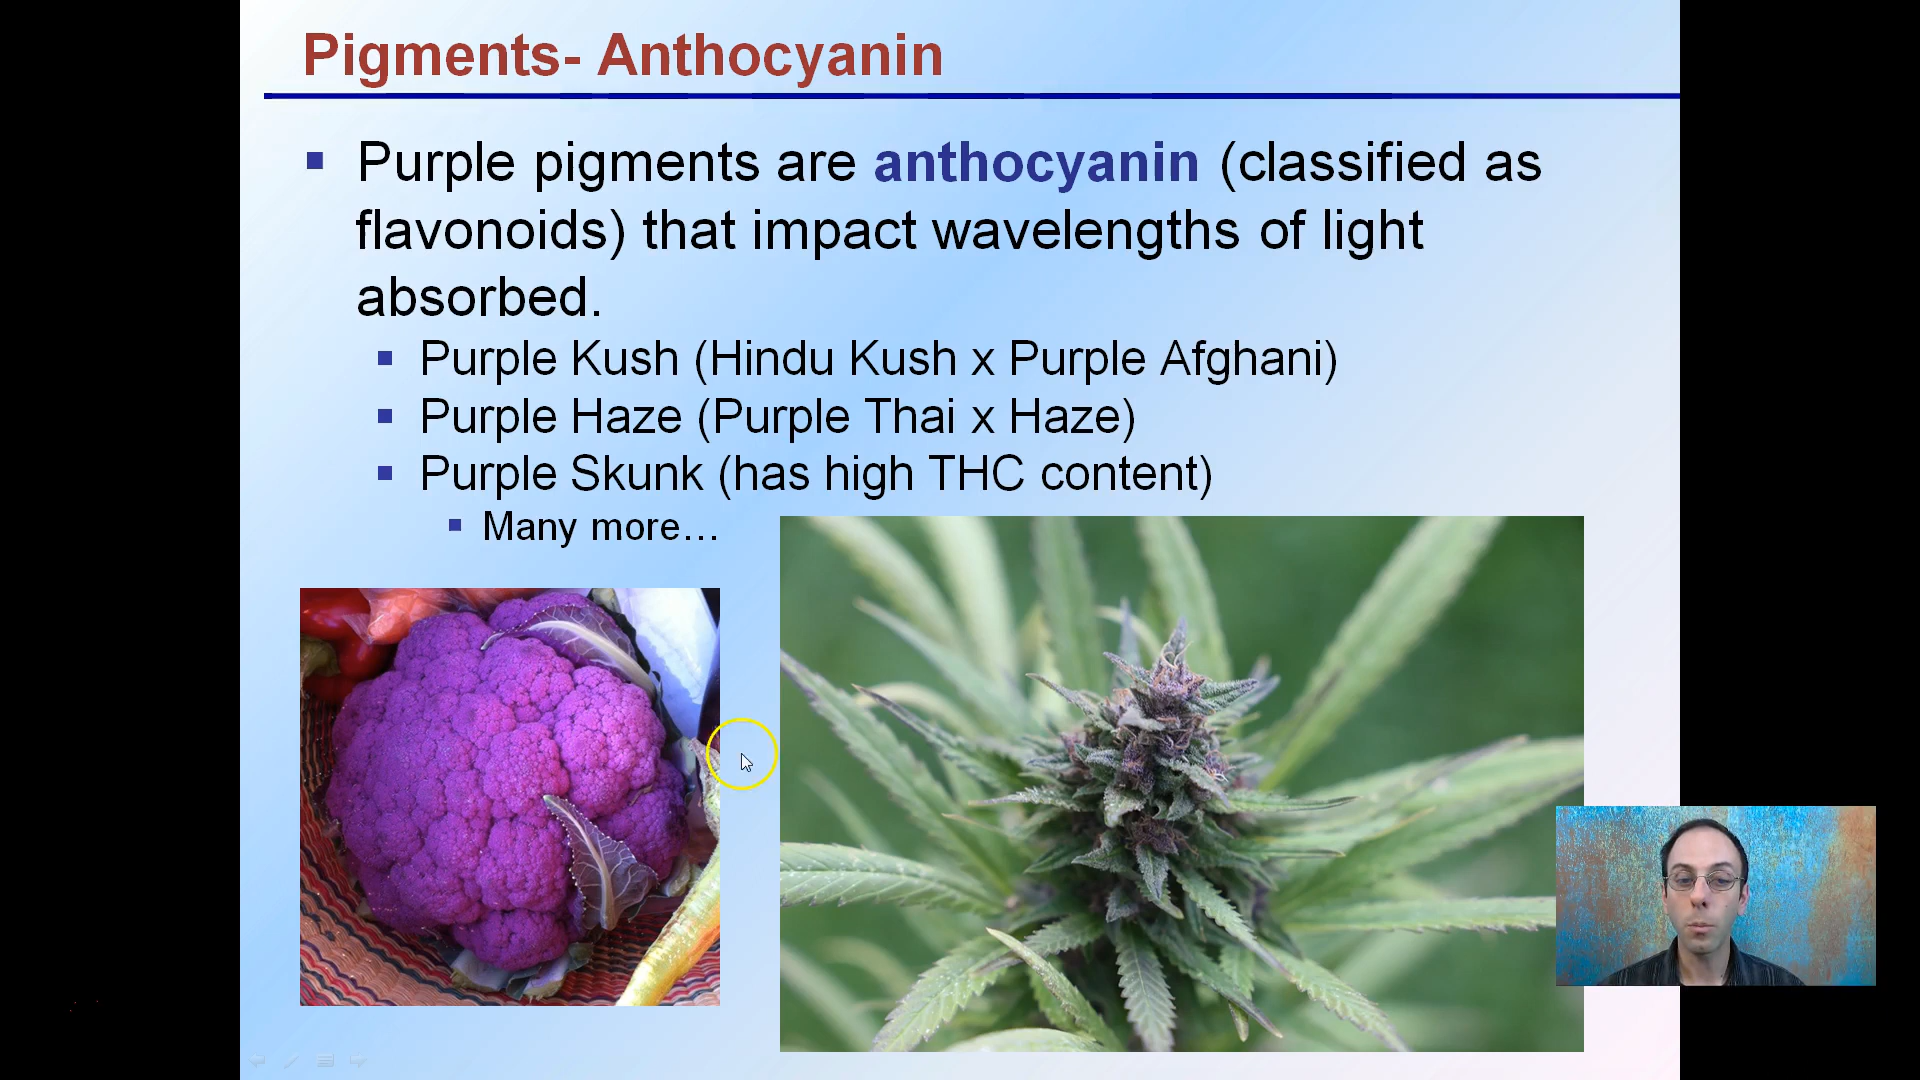 Pigments- Anthocyanin
Purple pigments are anthocyanin (classified as
flavonoids) that impact wavelengths of light
absorbed.
Purple Kush (Hindu Kush x Purple Afghani)
Purple Haze (Purple Thai x Haze)
Purple Skunk (has high THC content)
Many more…